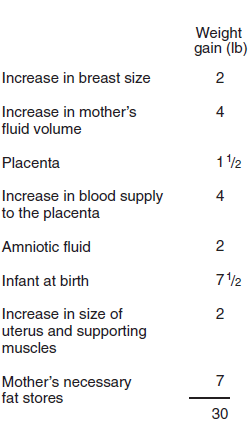 Weight
gain (lb)
Increase in breast size 2
Increase in mother's 4
fluid volume
Placenta 1 1/2
Increase in blood supply 4
to the placenta
Amniotic fluid 2
Infant at birth 7 1/2
Increase in size of 2
uterus and supporting
muscles
Mother's necessary 7
fat stores
30